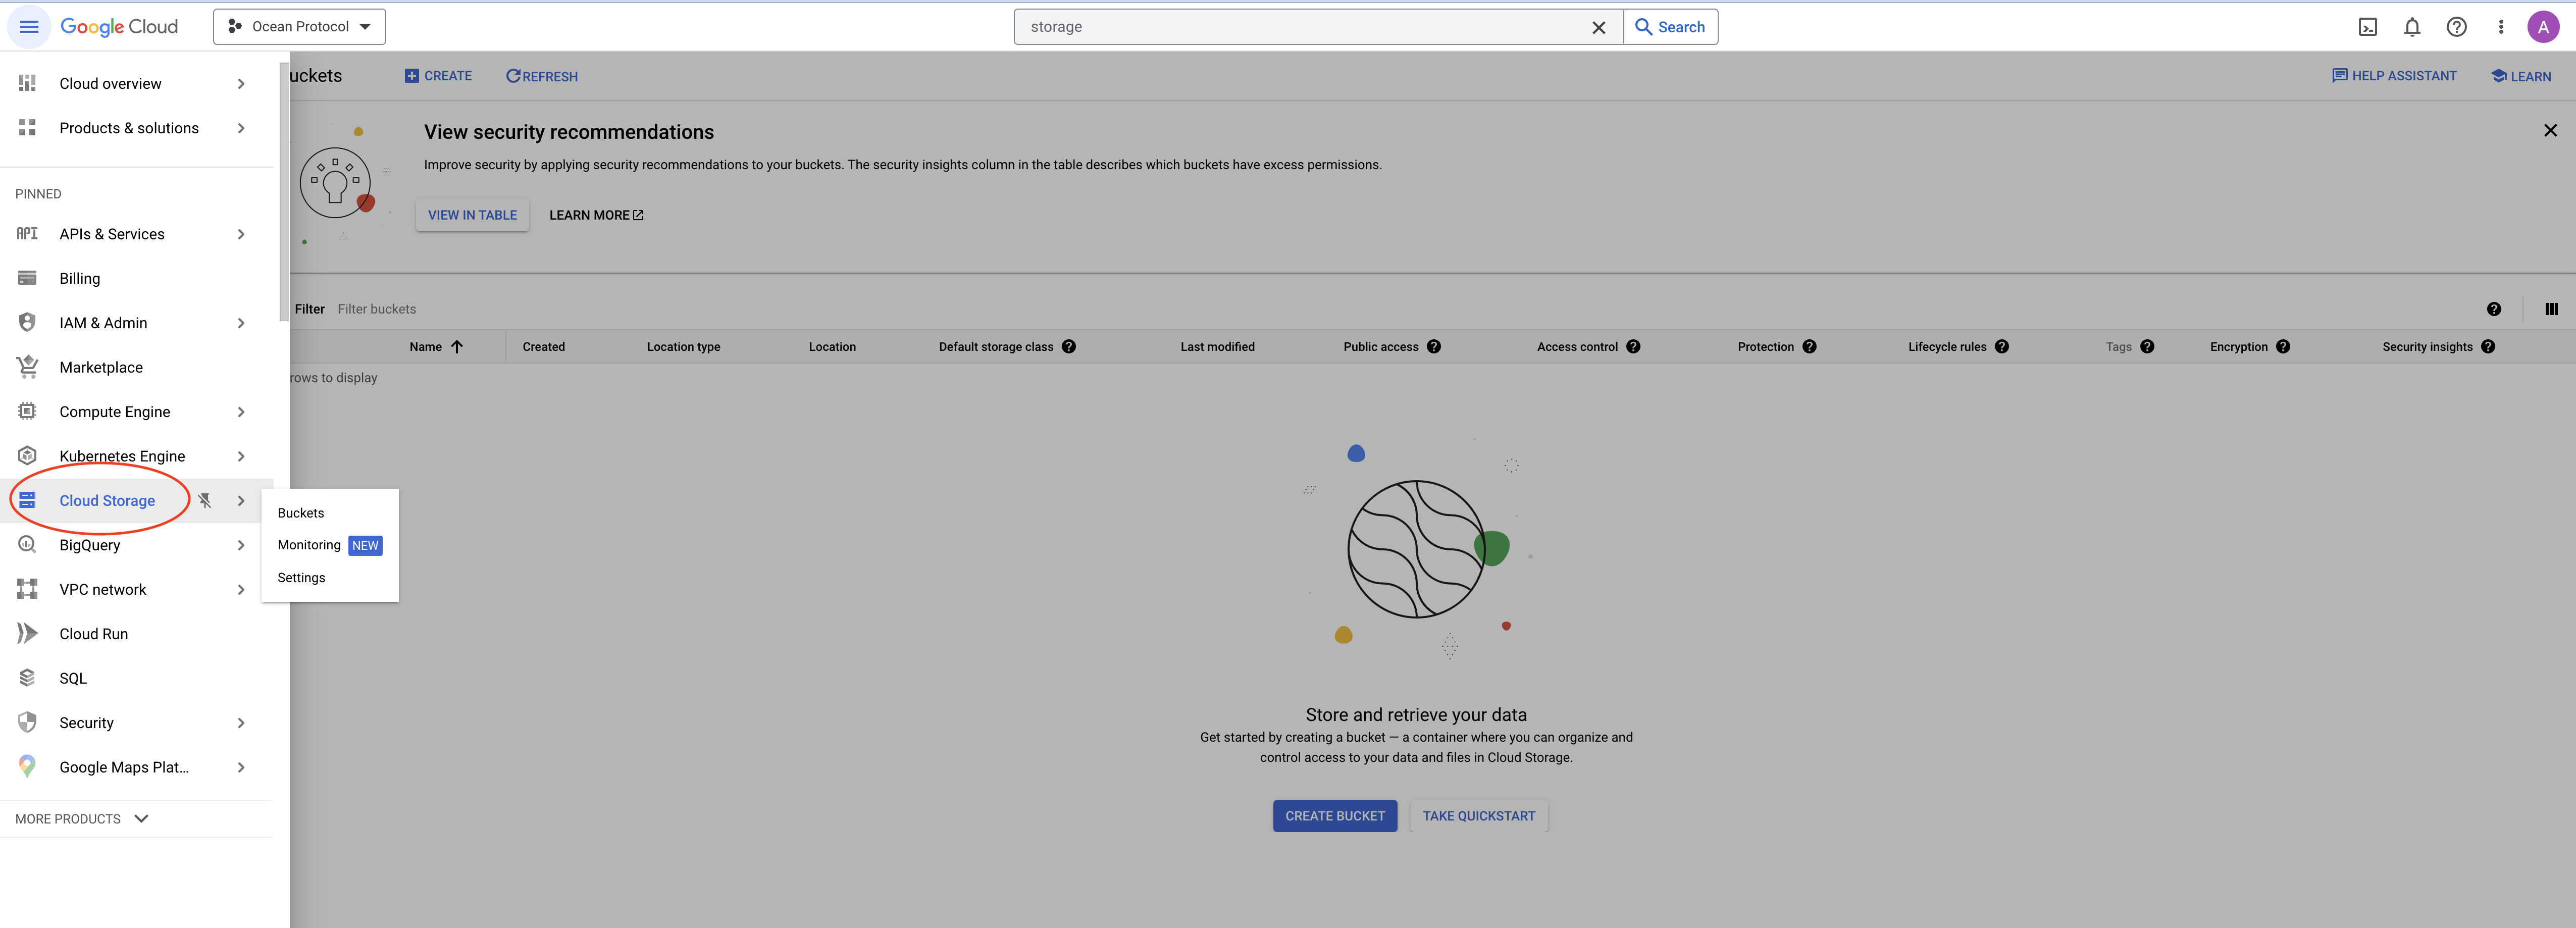 Google Cloud
Ocean Protocol
storage
Search
A
Cloud overview
Products & solutions
PINNED
API APIs & Services
Billing
IAM & Admin
Marketplace
Compute Engine
Kubernetes Engine
Cloud Storage
BigQuery
VPC network
Cloud Run
SQL
Security
Google Maps Plat...
MORE PRODUCTS
Buckets
Monitoring NEW
Settings
uckets
CREATE
REFRESH
HELP ASSISTANT
LEARN
View security recommendations
Improve security by applying security recommendations to your buckets. The security insights column in the table describes which buckets have excess permissions.
VIEW IN TABLE
LEARN MORE
Filter Filter buckets
Name Created Location type Location Default storage class Last modified Public access Access control Protection Lifecycle rules Tags Encryption Security insights
rows to display
Store and retrieve your data
Get started by creating a bucket — a container where you can organize and
control access to your data and files in Cloud Storage.
CREATE BUCKET
TAKE QUICKSTART